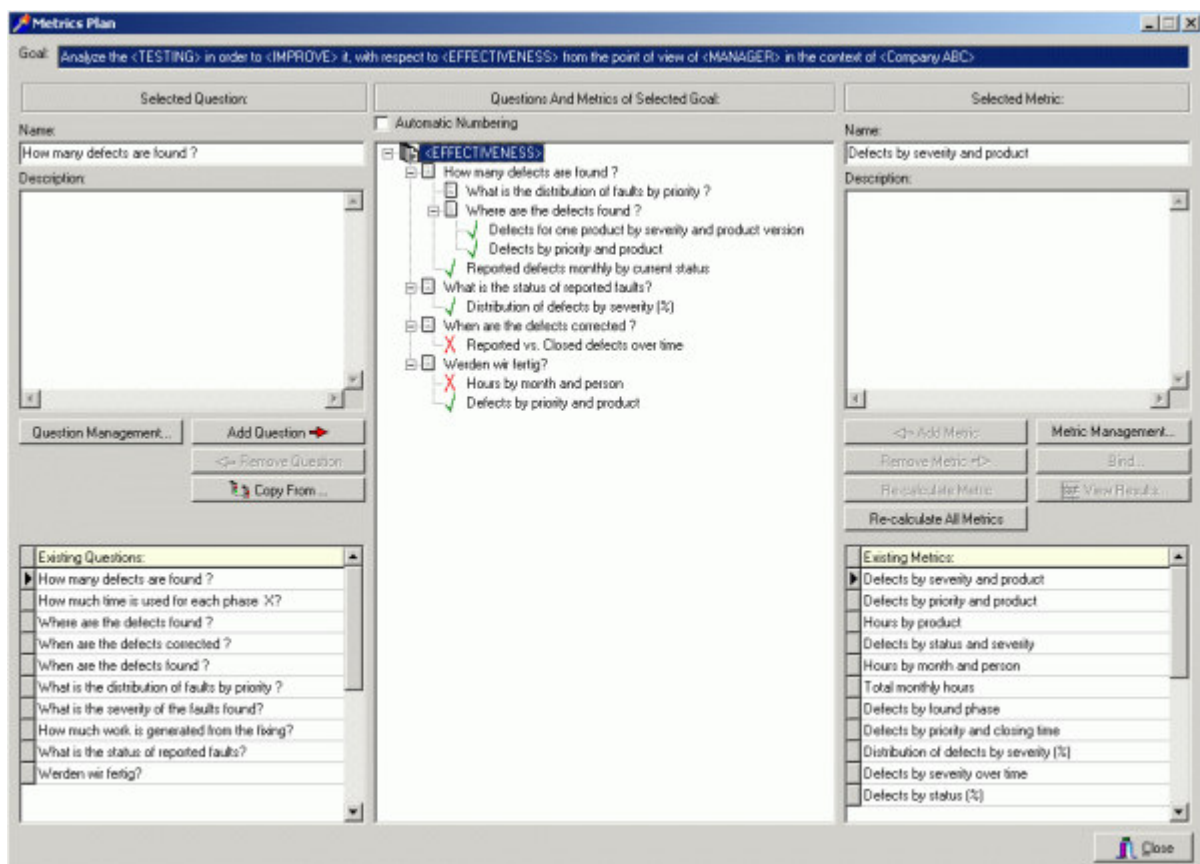 Metrics Plan
Goal: Analyze the <TESTING> in order to <IMPROVE> it, with respect to <EFFECTIVENESS> from the point of view of <MANAGER> in the context of <Company ABC>
Selected Question:
Name:
How many defects are found ?
Description:
Question Management...
Add Question
Remove Question
Copy From ...
Existing Questions:
How many defects are found ?
How much time is used for each phase X?
Where are the defects found ?
When are the defects corrected ?
When are the defects found ?
What is the distribution of faults by priority ?
What is the severity of the faults found?
How much work is generated from the fixing?
What is the status of reported faults?
Werden wir fertig?
Questions And Metrics of Selected Goal:
Automatic Numbering
<EFFECTIVENESS>
How many defects are found ?
What is the distribution of faults by priority ?
Where are the defects found ?
Defects for one product by severity and product version
Defects by priority and product
Reported defects monthly by current status
What is the status of reported faults?
Distribution of defects by severity (%)
When are the defects corrected ?
Reported vs. Closed defects over time
Werden wir fertig?
Hours by month and person
Defects by priority and product
Selected Metric:
Name:
Defects by severity and product
Description:
Add Metric
Metric Management...
Remove Metric
Bind...
Re-calculate Metric
View Results...
Re-calculate All Metrics
Existing Metrics:
Defects by severity and product
Defects by priority and product
Hours by product
Defects by status and severity
Hours by month and person
Total monthly hours
Defects by found phase
Defects by priority and closing time
Distribution of defects by severity (%)
Defects by severity over time
Defects by status (%)
Close